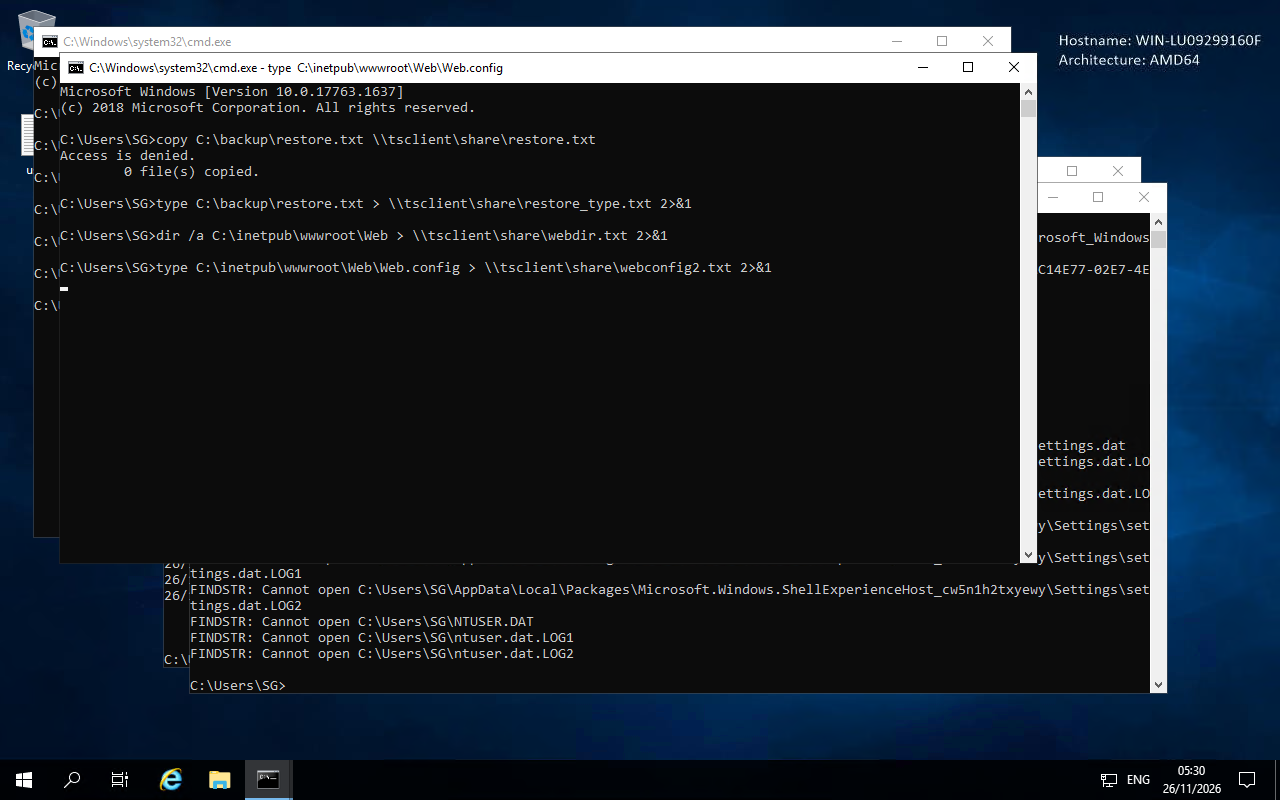 Hostname: WIN-LU09299160F
Architecture: AMD64
C:\Windows\system32\cmd.exe
C:\Windows\system32\cmd.exe - type  C:\inetpub\wwwroot\Web\Web.config
Microsoft Windows [Version 10.0.17763.1637]
(c) 2018 Microsoft Corporation. All rights reserved.
C:\Users\SG>copy C:\backup\restore.txt \\tsclient\share\restore.txt
Access is denied.
        0 file(s) copied.
C:\Users\SG>type C:\backup\restore.txt > \\tsclient\share\restore_type.txt 2>&1
C:\Users\SG>dir /a C:\inetpub\wwwroot\Web > \\tsclient\share\webdir.txt 2>&1
C:\Users\SG>type C:\inetpub\wwwroot\Web\Web.config > \\tsclient\share\webconfig2.txt 2>&1
rosoft_Windows
C14E77-02E7-4E
ettings.dat
ettings.dat.LO
ettings.dat.LO
y\Settings\set
y\Settings\set
tings.dat.LOG1
FINDSTR: Cannot open C:\Users\SG\AppData\Local\Packages\Microsoft.Windows.ShellExperienceHost_cw5n1h2txyewy\Settings\set
tings.dat.LOG2
FINDSTR: Cannot open C:\Users\SG\NTUSER.DAT
FINDSTR: Cannot open C:\Users\SG\ntuser.dat.LOG1
FINDSTR: Cannot open C:\Users\SG\ntuser.dat.LOG2
C:\Users\SG>
ENG
05:30
26/11/2026